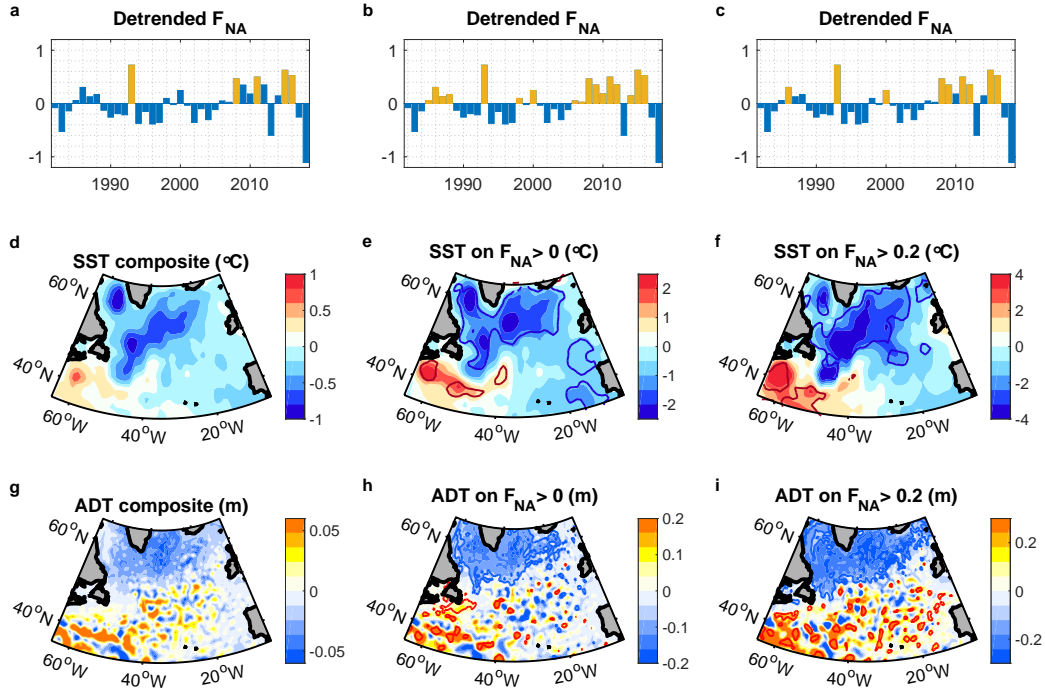 a Detrended F_NA
1
0
-1
1990 2000 2010
b Detrended F_NA
1
0
-1
1990 2000 2010
c Detrended F_NA
1
0
-1
1990 2000 2010
d SST composite (°C)
60°N
40°N
60°W 40°W 20°W
1
0.5
0
-0.5
-1
e SST on F_NA > 0 (°C)
60°N
40°N
60°W 40°W 20°W
2
1
0
-1
-2
f SST on F_NA > 0.2 (°C)
60°N
40°N
60°W 40°W 20°W
4
2
0
-2
-4
g ADT composite (m)
60°N
40°N
60°W 40°W 20°W
0.05
0
-0.05
h ADT on F_NA > 0 (m)
60°N
40°N
60°W 40°W 20°W
0.2
0.1
0
-0.1
-0.2
i ADT on F_NA > 0.2 (m)
60°N
40°N
60°W 40°W 20°W
0.2
0
-0.2